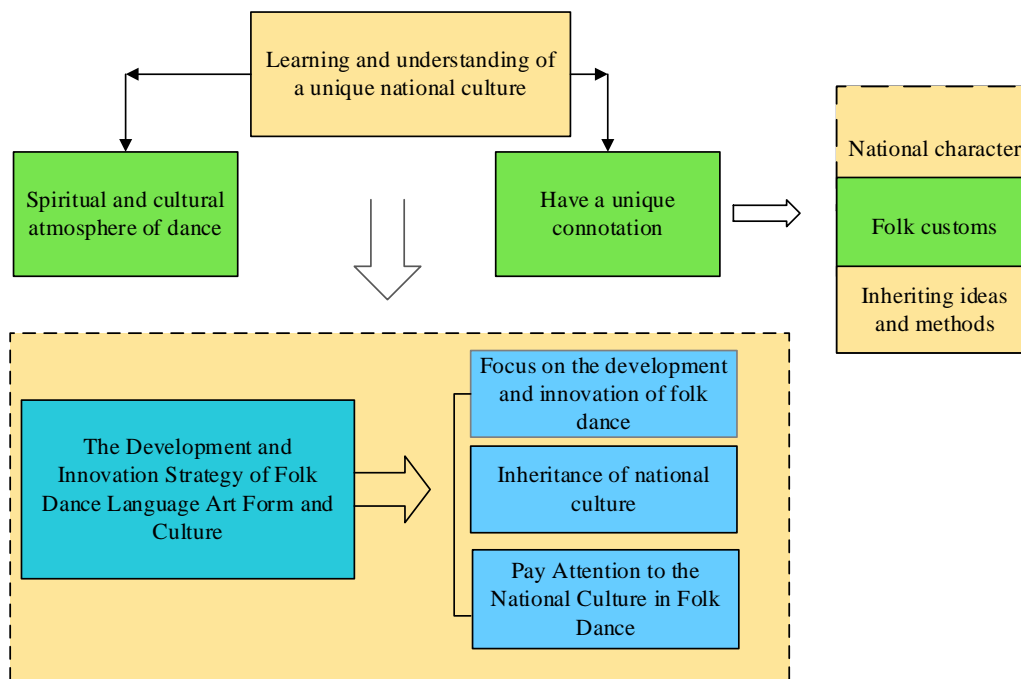 Learning and understanding of
a unique national culture
Spiritual and cultural
atmosphere of dance
Have a unique
connotation
National character
Folk customs
Inheriting ideas
and methods
The Development and
Innovation Strategy of Folk
Dance Language Art Form and
Culture
Focus on the development
and innovation of folk
dance
Inheritance of national
culture
Pay Attention to the
National Culture in Folk
Dance